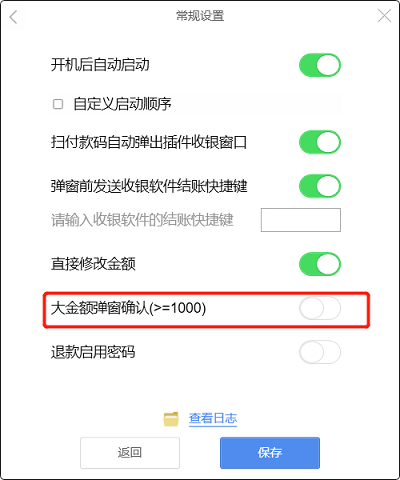 常规设置
开机后自动启动
自定义启动顺序
扫付款码自动弹出插件收银窗口
弹窗前发送收银软件结账快捷键
请输入收银软件的结账快捷键
直接修改金额
大金额弹窗确认(>=1000)
退款启用密码
查看日志
返回
保存